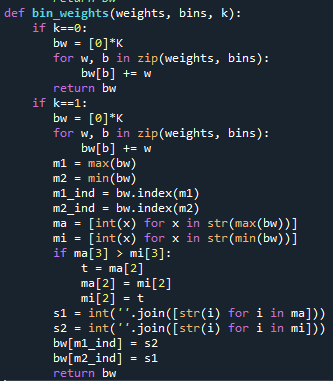 def bin_weights(weights, bins, k):
    if k==0:
        bw = [0]*K
        for w, b in zip(weights, bins):
            bw[b] += w
        return bw
    if k==1:
        bw = [0]*K
        for w, b in zip(weights, bins):
            bw[b] += w
        m1 = max(bw)
        m2 = min(bw)
        m1_ind = bw.index(m1)
        m2_ind = bw.index(m2)
        ma = [int(x) for x in str(max(bw))]
        mi = [int(x) for x in str(min(bw))]
        if ma[3] > mi[3]:
            t = ma[2]
            ma[2] = mi[2]
            mi[2] = t
        s1 = int(''.join([str(i) for i in ma]))
        s2 = int(''.join([str(i) for i in mi]))
        bw[m1_ind] = s2
        bw[m2_ind] = s1
        return bw